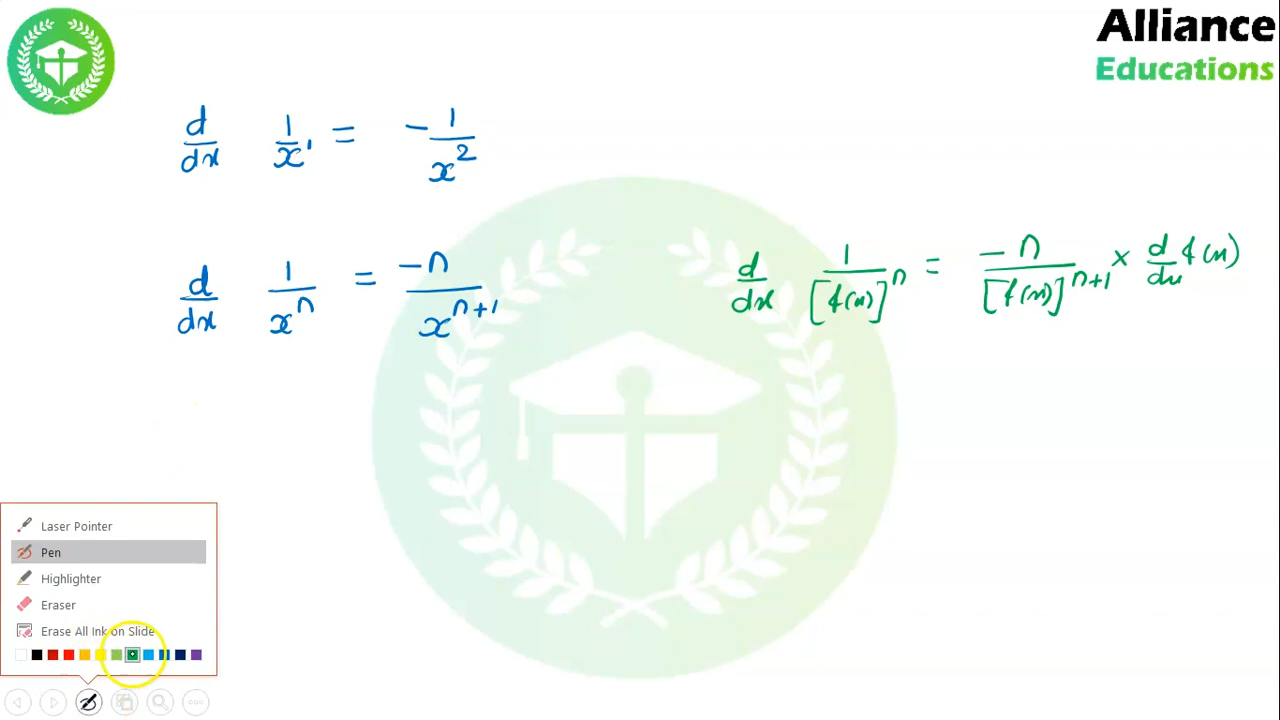 Alliance
Educations
d/dx 1/x¹ = -1/x²
d/dx 1/xⁿ = -n/xⁿ⁺¹
d/dx 1/[f(x)]ⁿ = -n/[f(x)]ⁿ⁺¹ × d/dx f(x)
Laser Pointer
Pen
Highlighter
Eraser
Erase All Ink on Slide